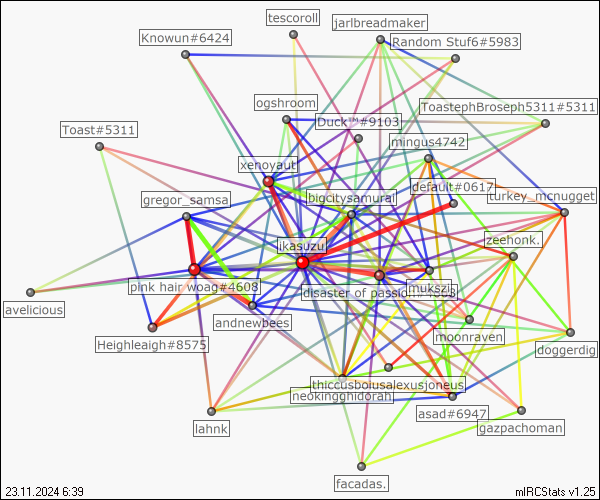 tescoroll
jarlbreadmaker
Knowun#6424
Random Stuf6#5983
ogshroom
ToastephBroseph5311#5311
Duck™#9103
Toast#5311
mingus4742
xenoyaut
default#0617
gregor_samsa
bigcitysamurai
turkey_mcnugget
zeehonk.
ikasuzu
pink hair
woag#4608
disaster of passion
mukszis
avelicious
andnewbees
moonraven
Heighleaigh#8575
doggerdig
thiccusboiusalexusjoneus
neokingghidorah
asad#6947
lahnk
gazpachoman
facadas.
23.11.2024 6:39
mIRCStats v1.25